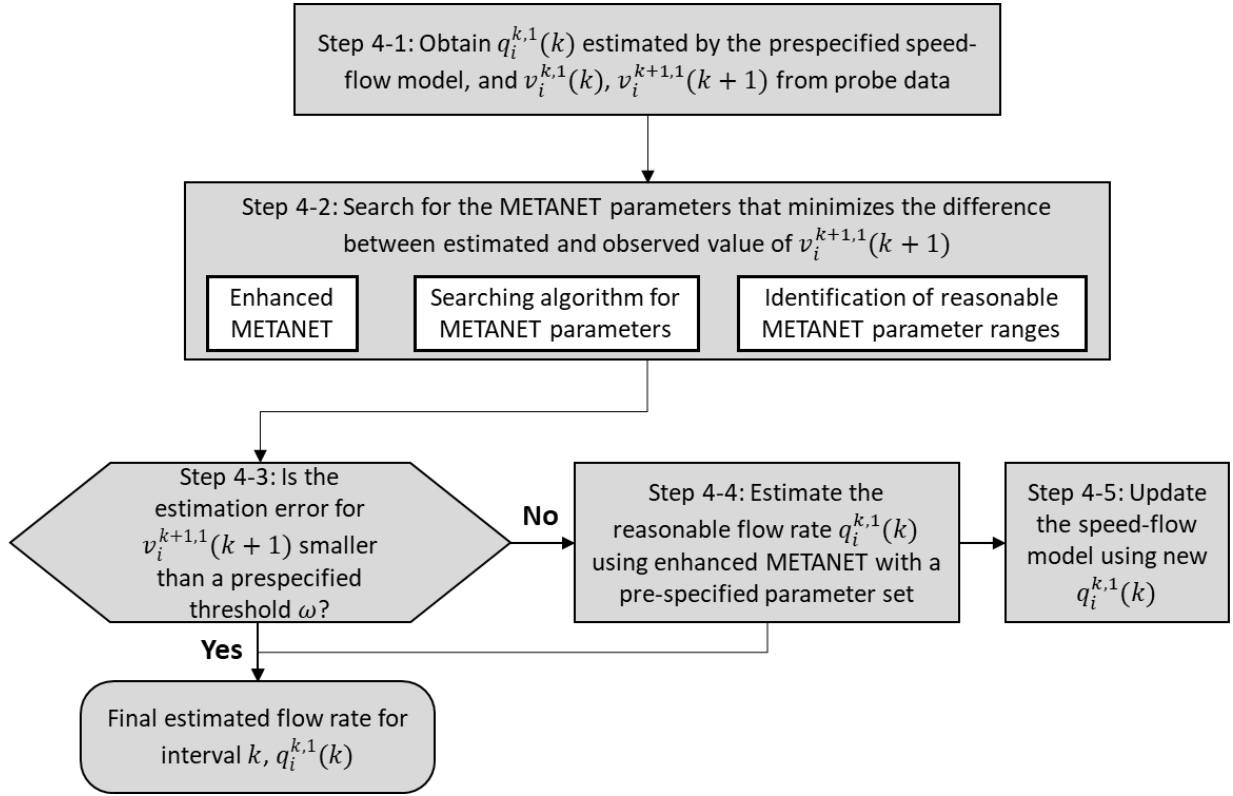 Step 4-1: Obtain $q_i^{k,1}(k)$ estimated by the prespecified speed-
flow model, and $v_i^{k,1}(k)$, $v_i^{k+1,1}(k+1)$ from probe data
Step 4-2: Search for the METANET parameters that minimizes the difference
between estimated and observed value of $v_i^{k+1,1}(k+1)$
Enhanced
METANET
Searching algorithm for
METANET parameters
Identification of reasonable
METANET parameter ranges
Step 4-3: Is the
estimation error for
$v_i^{k+1,1}(k+1)$ smaller
than a prespecified
threshold $\omega$?
No
Step 4-4: Estimate the
reasonable flow rate $q_i^{k,1}(k)$
using enhanced METANET with a
pre-specified parameter set
Step 4-5: Update
the speed-flow
model using new
$q_i^{k,1}(k)$
Yes
Final estimated flow rate for
interval $k$, $q_i^{k,1}(k)$